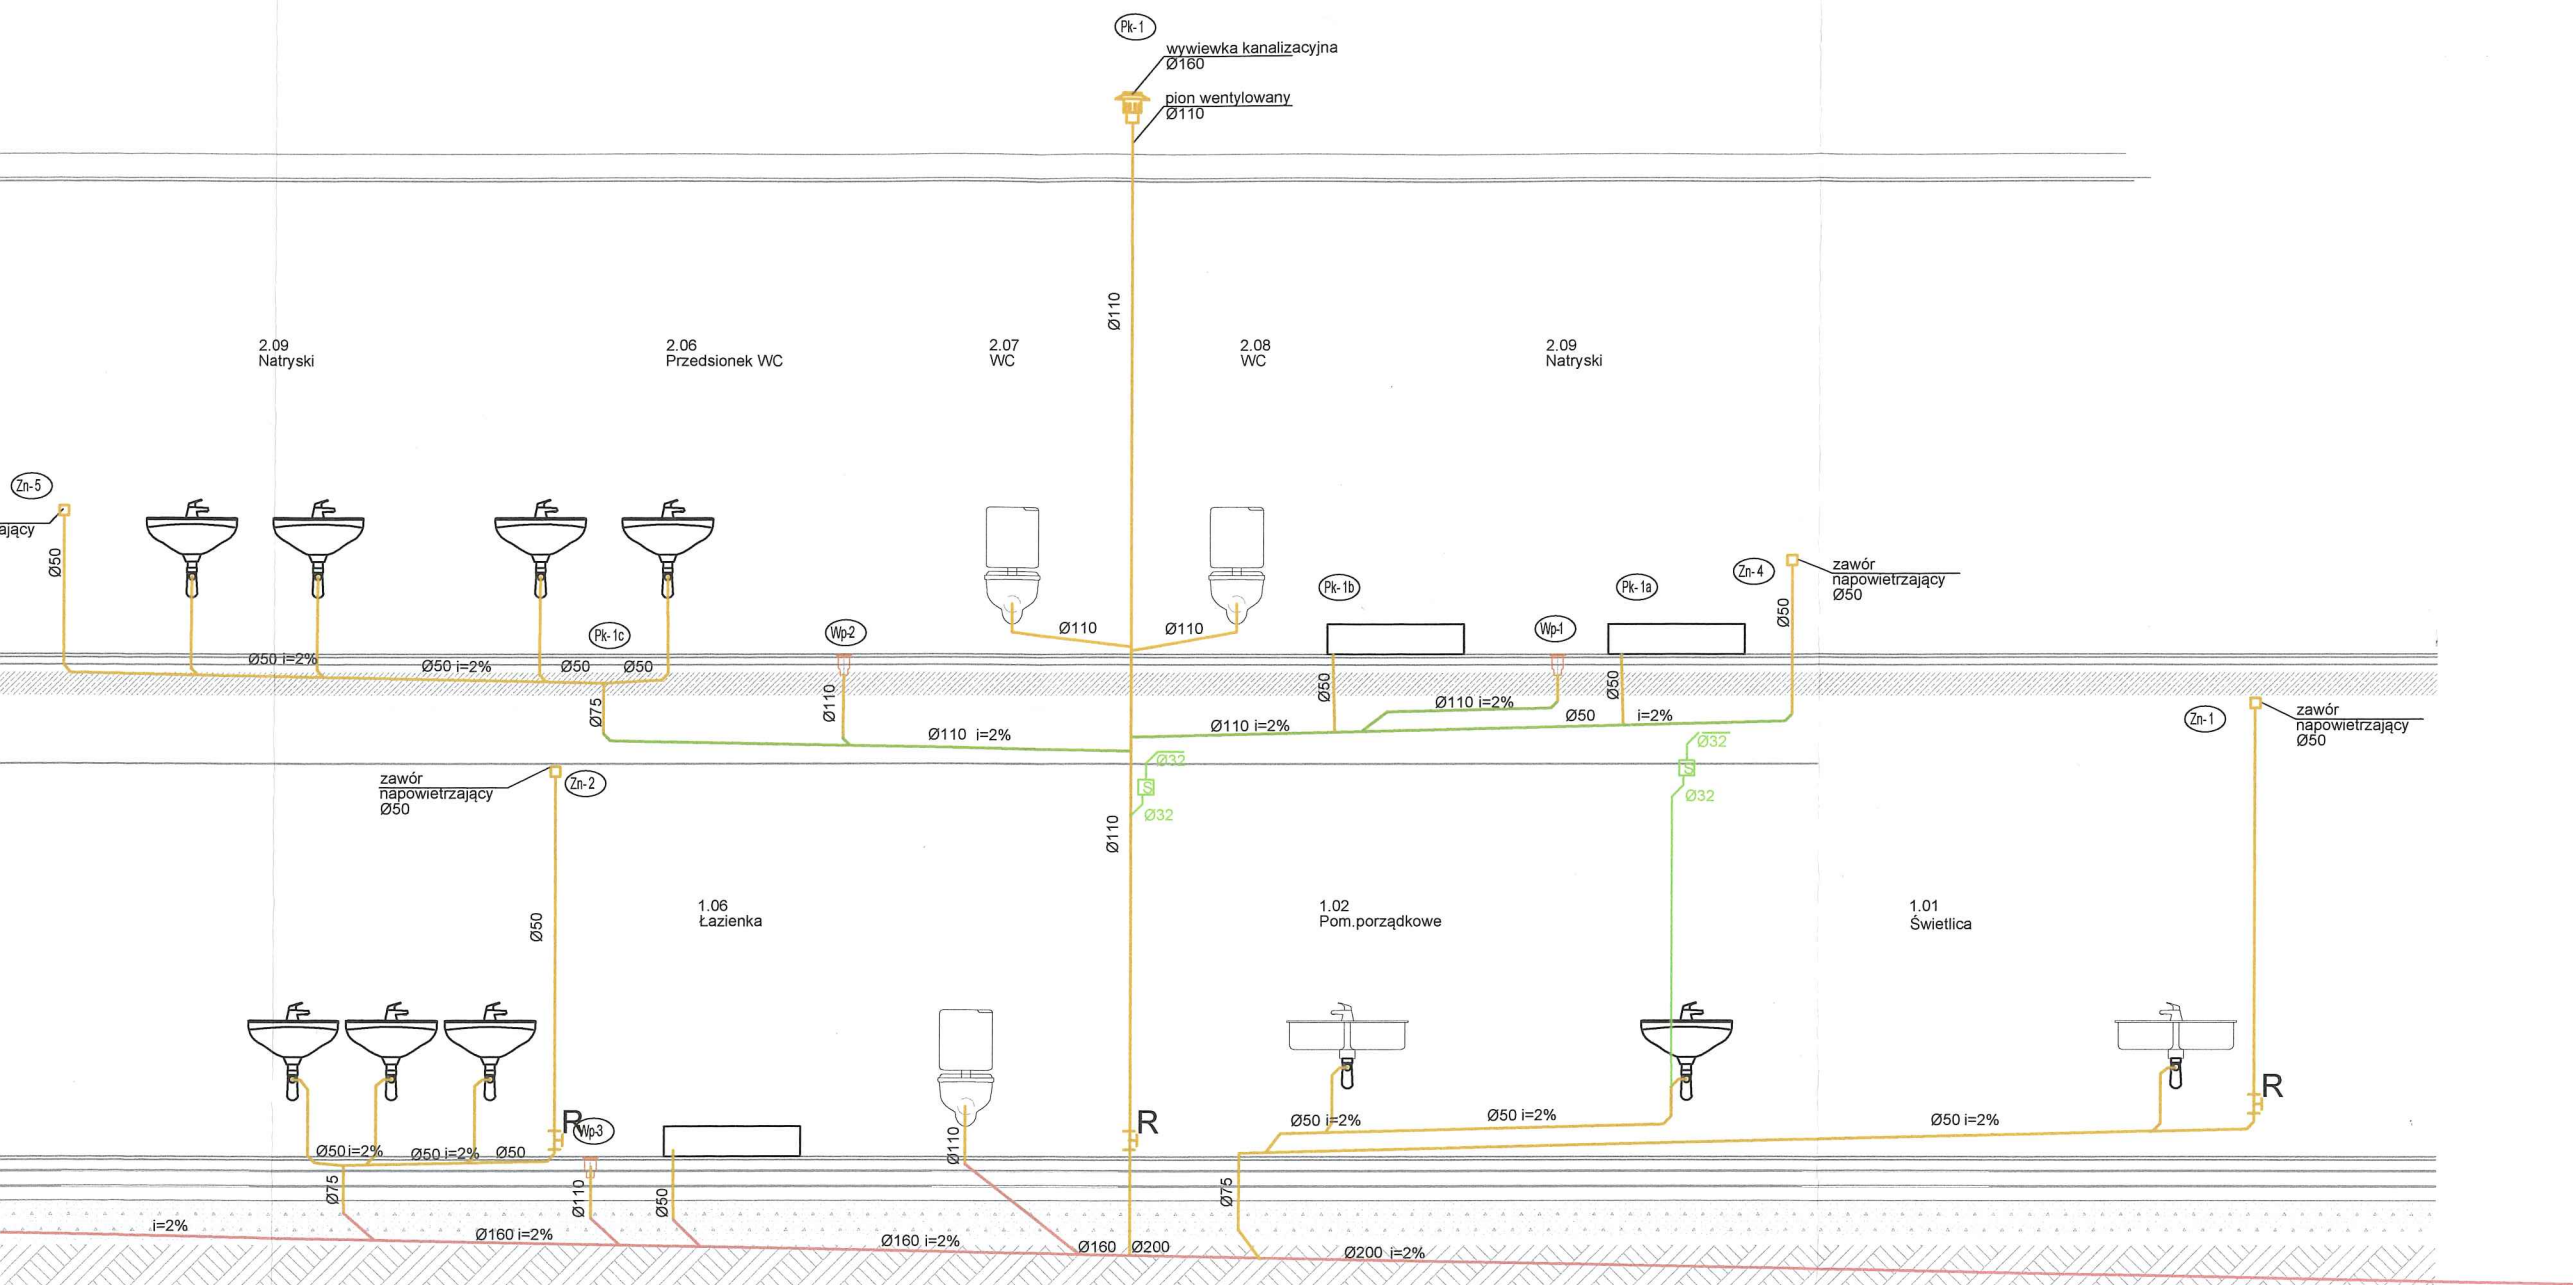 Pk-1
wywiewka kanalizacyjna
Ø160
pion wentylowany
Ø110
Ø110
2.09
Natryski
2.06
Przedsionek WC
2.07
WC
2.08
WC
2.09
Natryski
Zn-5
ający
Ø50
Pk-1c
Wp-2
Ø110
Ø110
Pk-1b
Wp-1
Pk-1a
Zn-4
zawór
napowietrzający
Ø50
Ø50
Ø50 i=2%
Ø50 i=2%
Ø50
Ø50
Ø75
Ø110
Ø110 i=2%
Ø110 i=2%
Ø50
Ø110 i=2%
Ø50
Ø50
i=2%
Zn-1
zawór
napowietrzający
Ø50
zawór
napowietrzający
Ø50
Zn-2
Ø32
S
Ø32
Ø110
Ø32
S
Ø32
Ø50
1.06
Łazienka
1.02
Pom.porządkowe
1.01
Świetlica
R
Wp-3
R
R
Ø50 i=2%
Ø50 i=2%
Ø50
Ø110
Ø50 i=2%
Ø50 i=2%
Ø50 i=2%
Ø75
Ø110
Ø50
Ø75
i=2%
Ø160 i=2%
Ø160 i=2%
Ø160
Ø200
Ø200 i=2%